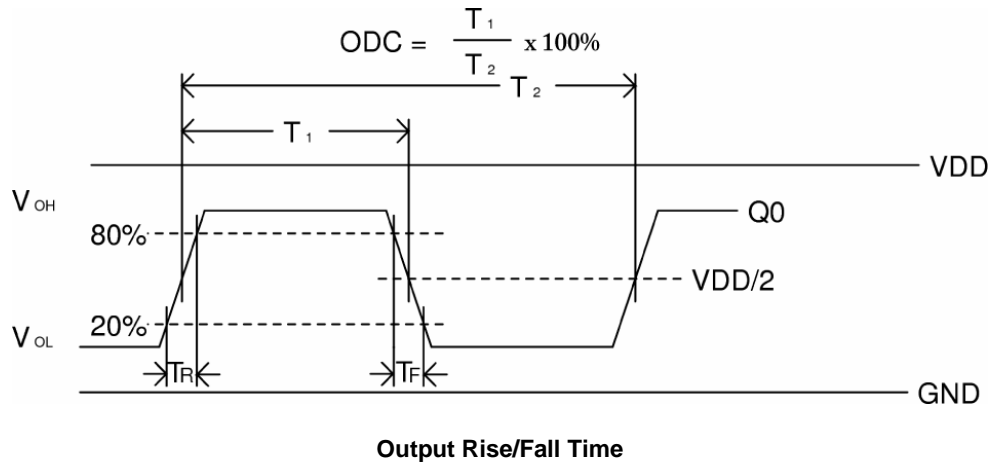 ODC = T1/T2 x 100%
T2
T1
VDD
VOH
Q0
80%
VDD/2
20%
VOL
TR
TF
GND
Output Rise/Fall Time